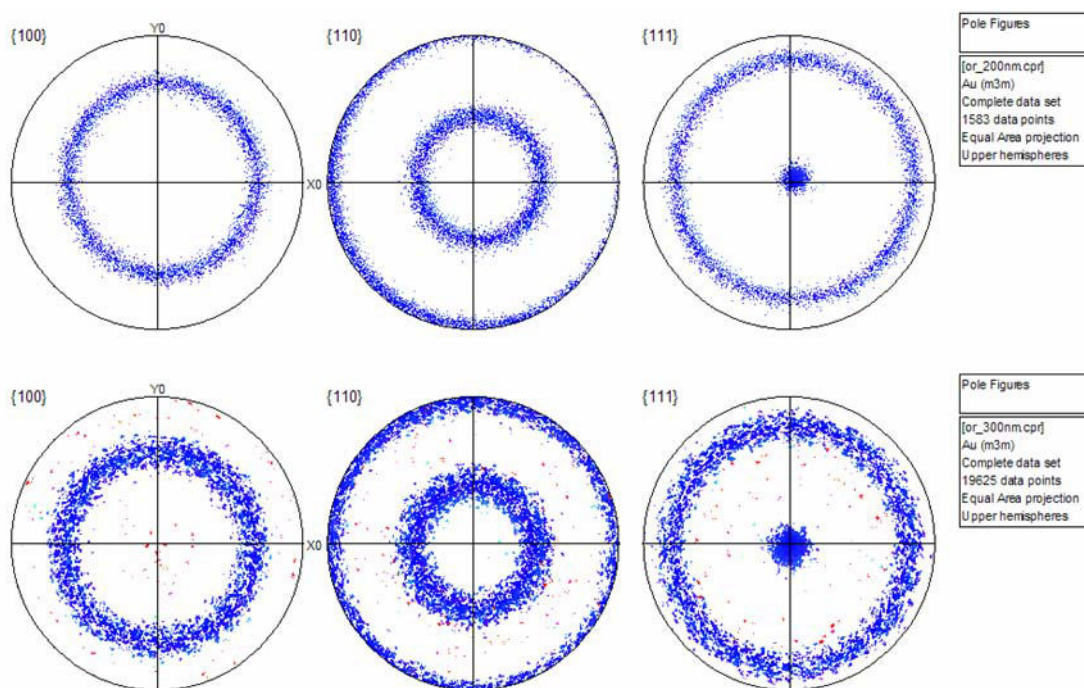 {100}
Y0
X0
{110}
{111}
Pole Figures
[or_200nm.cpr]
Au (m3m)
Complete data set
1583 data points
Equal Area projection
Upper hemispheres
{100}
Y0
X0
{110}
{111}
Pole Figures
[or_300nm.cpr]
Au (m3m)
Complete data set
19625 data points
Equal Area projection
Upper hemispheres